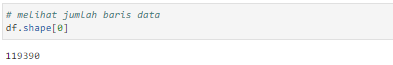 # melihat jumlah baris data
df.shape[0]
119390